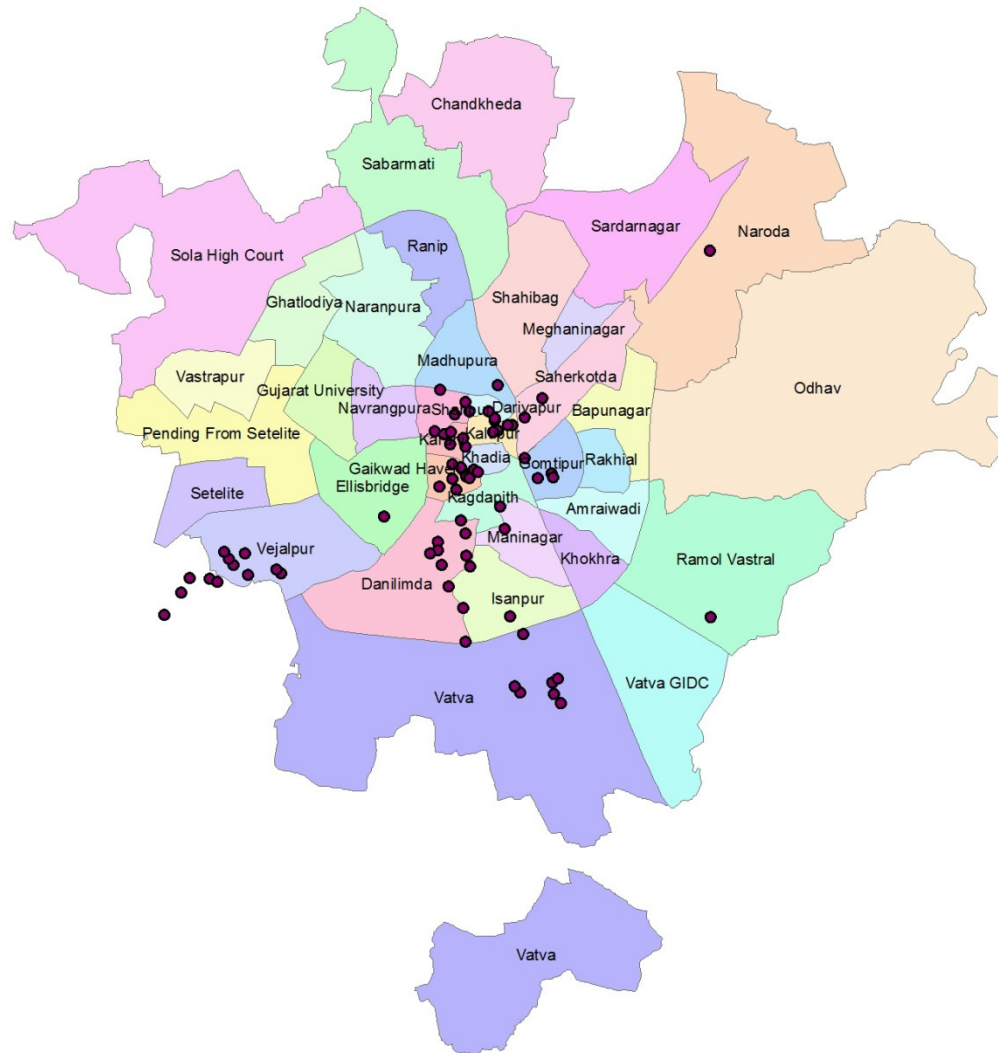 Chandkheda
Sabarmati
Sardarnagar
Naroda
Ranip
Sola High Court
Shahibag
Ghatlodiya
Naranpura
Meghaninagar
Madhupura
Saherkotda
Vastrapur
Gujarat University
Odhav
Navrangpura
Dariyapur
Bapunagar
Pending From Setelite
Khadia
Gaikwad Haveli
Gomtipur
Rakhial
Ellisbridge
Setelite
Kagdapith
Amraiwadi
Vejalpur
Maninagar
Khokhra
Ramol Vastral
Danilimda
Isanpur
Vatva
Vatva GIDC
Vatva